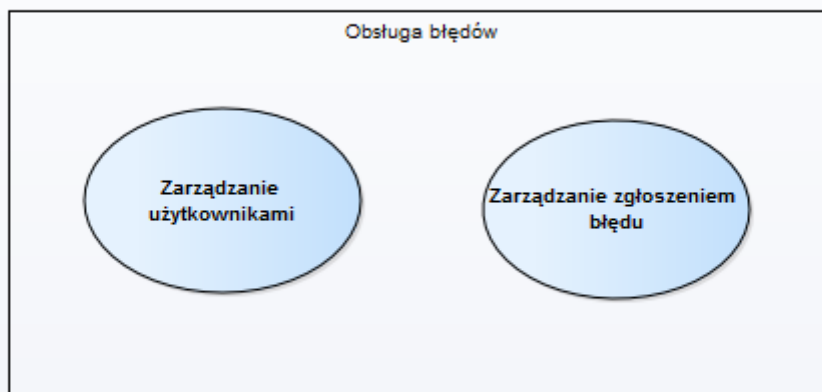 Obsługa błędów
Zarządzanie
użytkownikami
Zarządzanie zgłoszeniem
błędu